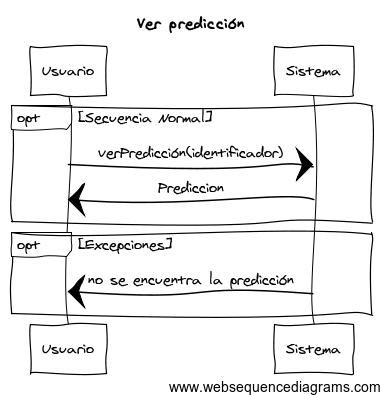 Ver predicción
Usuario
Sistema
opt
[Secuencia Normal]
verPredicción(identificador)
Prediccion
opt
[Excepciones]
no se encuentra la predicción
Usuario
Sistema
www.websequencediagrams.com